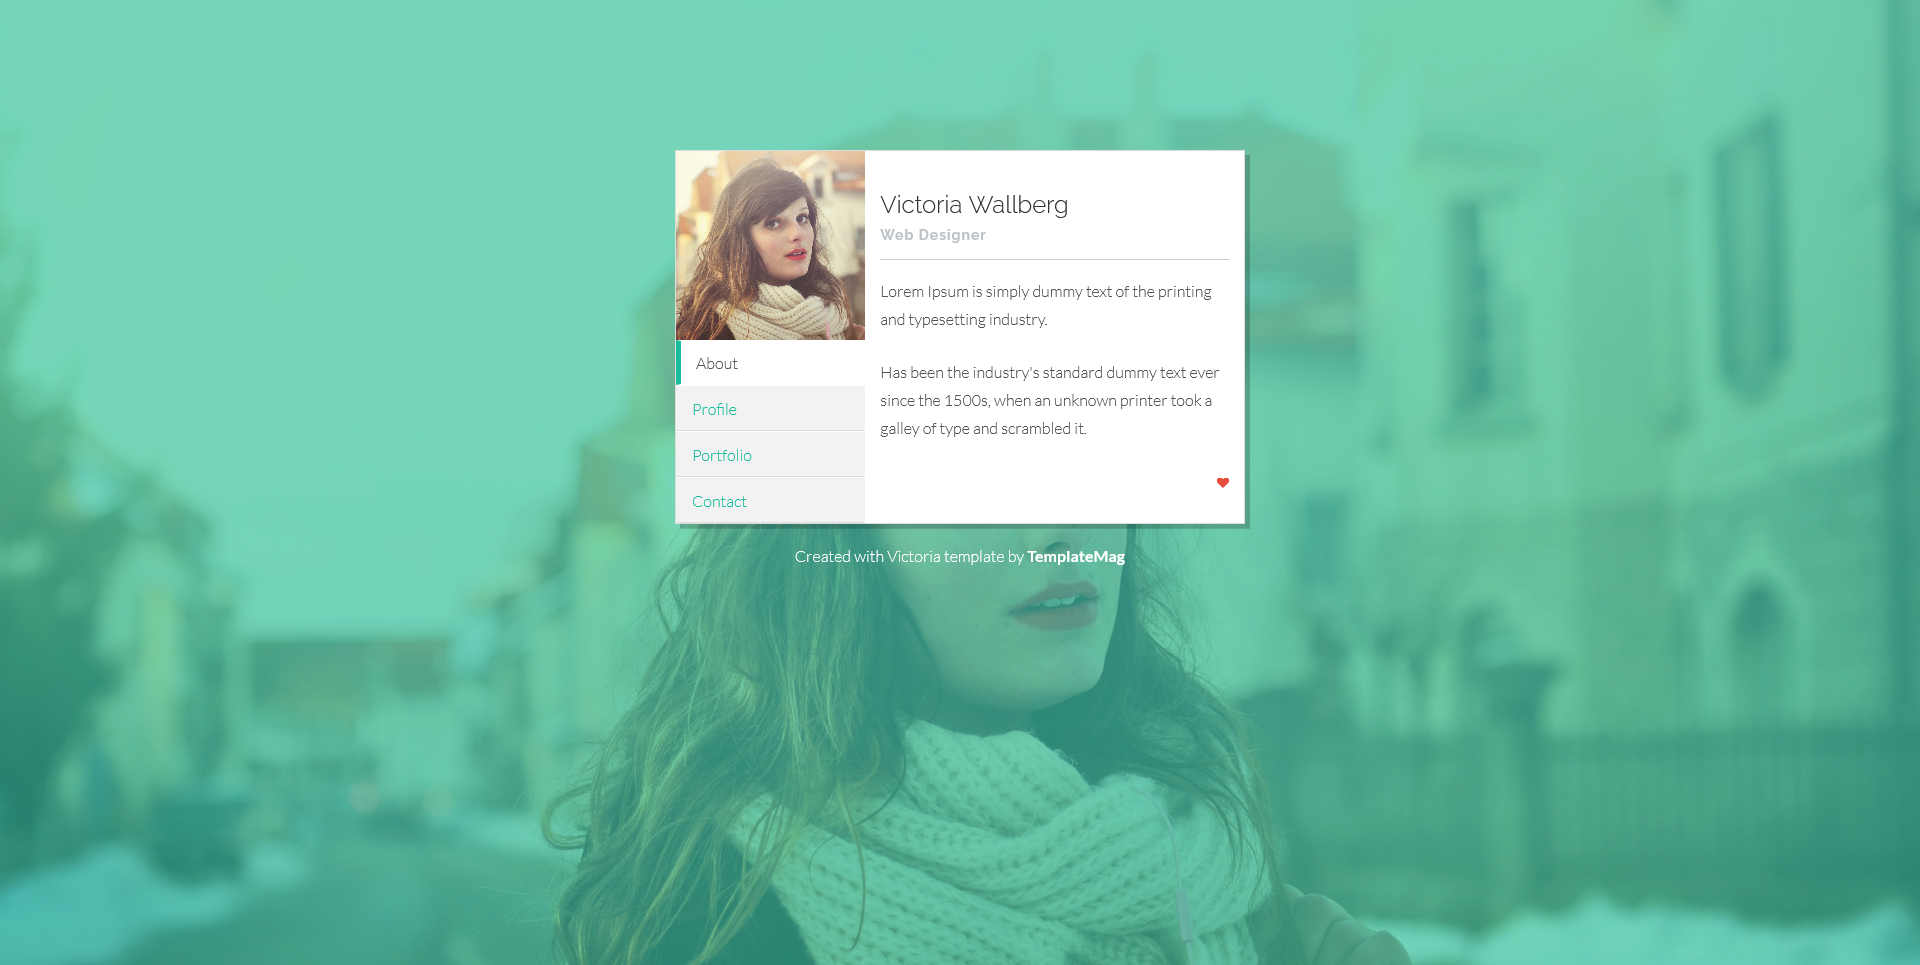 Victoria Wallberg
Web Designer
Lorem Ipsum is simply dummy text of the printing
and typesetting industry.
Has been the industry's standard dummy text ever
since the 1500s, when an unknown printer took a
galley of type and scrambled it.
About
Profile
Portfolio
Contact
Created with Victoria template by TemplateMag